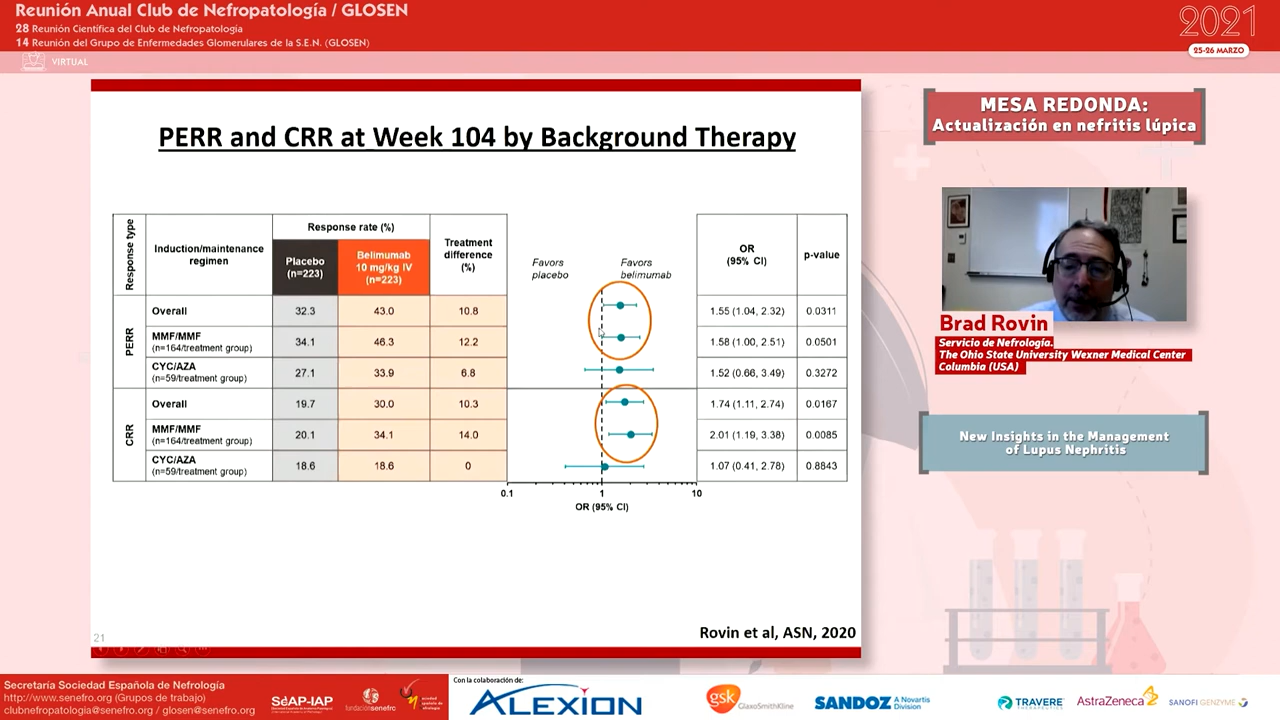 Reunión Anual Club de Nefropatología / GLOSEN
28 Reunión Científica del Club de Nefropatología
14 Reunión del Grupo de Enfermedades Glomerulares de la S.E.N. (GLOSEN)
VIRTUAL
2021
25-26 MARZO
PERR and CRR at Week 104 by Background Therapy
Response type
Induction/maintenance
regimen
Response rate (%)
Placebo
(n=223)
Belimumab
10 mg/kg IV
(n=223)
Treatment
difference
(%)
Favors
placebo
Favors
belimumab
OR
(95% CI)
p-value
PERR
Overall 32.3 43.0 10.8 1.55 (1.04, 2.32) 0.0311
MMF/MMF
(n=164/treatment group) 34.1 46.3 12.2 1.58 (1.00, 2.51) 0.0501
CYC/AZA
(n=59/treatment group) 27.1 33.9 6.8 1.52 (0.66, 3.49) 0.3272
CRR
Overall 19.7 30.0 10.3 1.74 (1.11, 2.74) 0.0167
MMF/MMF
(n=164/treatment group) 20.1 34.1 14.0 2.01 (1.19, 3.38) 0.0085
CYC/AZA
(n=59/treatment group) 18.6 18.6 0 1.07 (0.41, 2.78) 0.8843
0.1 1 10
OR (95% CI)
21
Rovin et al, ASN, 2020
MESA REDONDA:
Actualización en nefritis lúpica
Brad Rovin
Servicio de Nefrología.
The Ohio State University Wexner Medical Center
Columbia (USA)
New Insights in the Management
of Lupus Nephritis
Secretaría Sociedad Española de Nefrología
http://www.senefro.org (Grupos de trabajo)
clubnefropatologia@senefro.org / glosen@senefro.org
SEAP-IAP
fundaciónsenefro
Con la colaboración de:
ALEXION
gsk
GlaxoSmithKline
SANDOZ A Novartis
Division
TRAVERE
THERAPEUTICS
AstraZeneca
SANOFI GENZYME